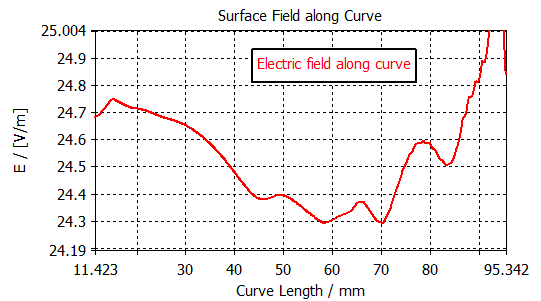 Surface Field along Curve
25.004
24.9
24.8
24.7
24.6
24.5
24.4
24.3
24.19
E / [V/m]
Electric field along curve
11.423 30 40 50 60 70 80 95.342
Curve Length / mm